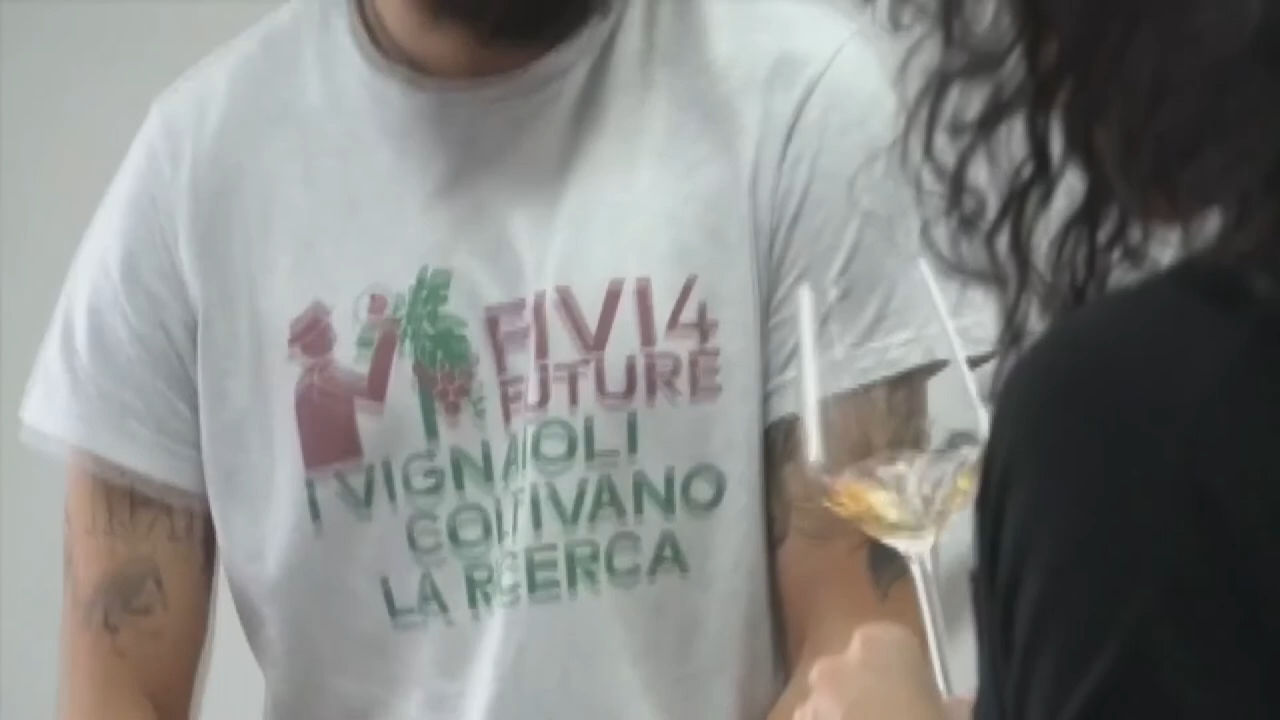 FIVI4
FUTURE
I VIGNAIOLI
COLTIVANO
LA RICERCA